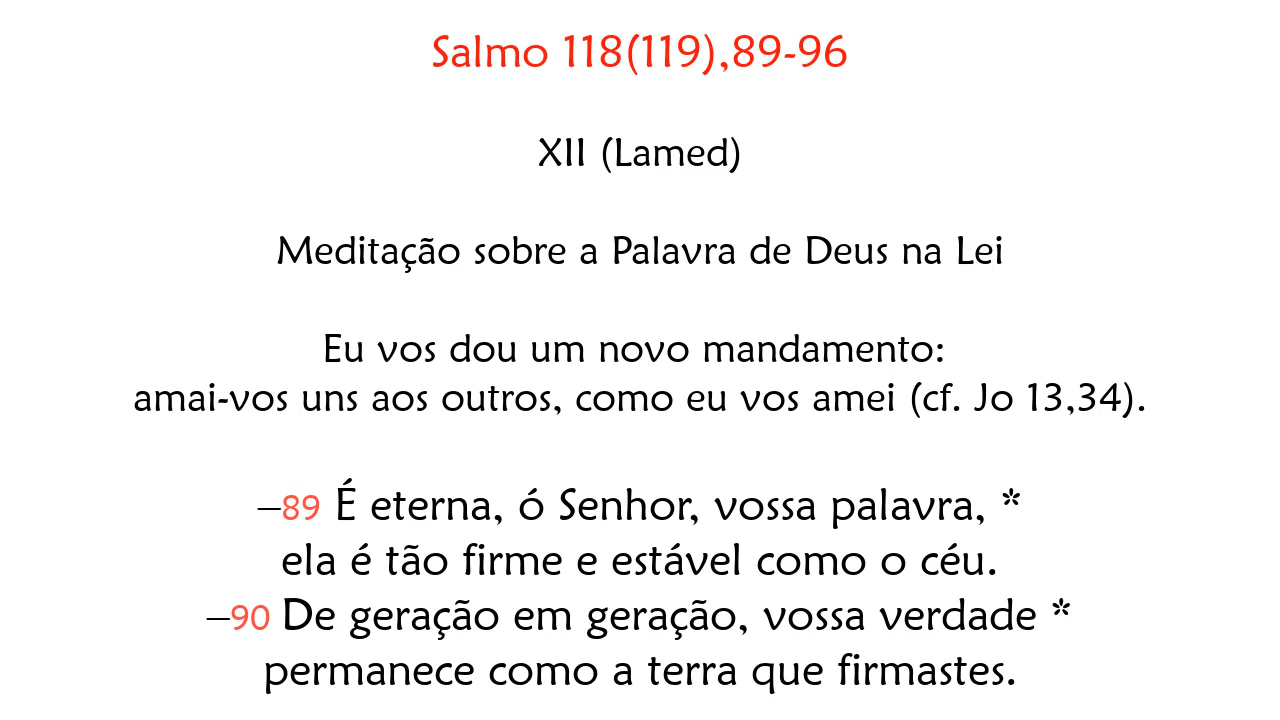 Salmo 118(119),89-96
XII (Lamed)
Meditação sobre a Palavra de Deus na Lei
Eu vos dou um novo mandamento:
amai-vos uns aos outros, como eu vos amei (cf. Jo 13,34).
–89 É eterna, ó Senhor, vossa palavra, *
ela é tão firme e estável como o céu.
–90 De geração em geração, vossa verdade *
permanece como a terra que firmastes.